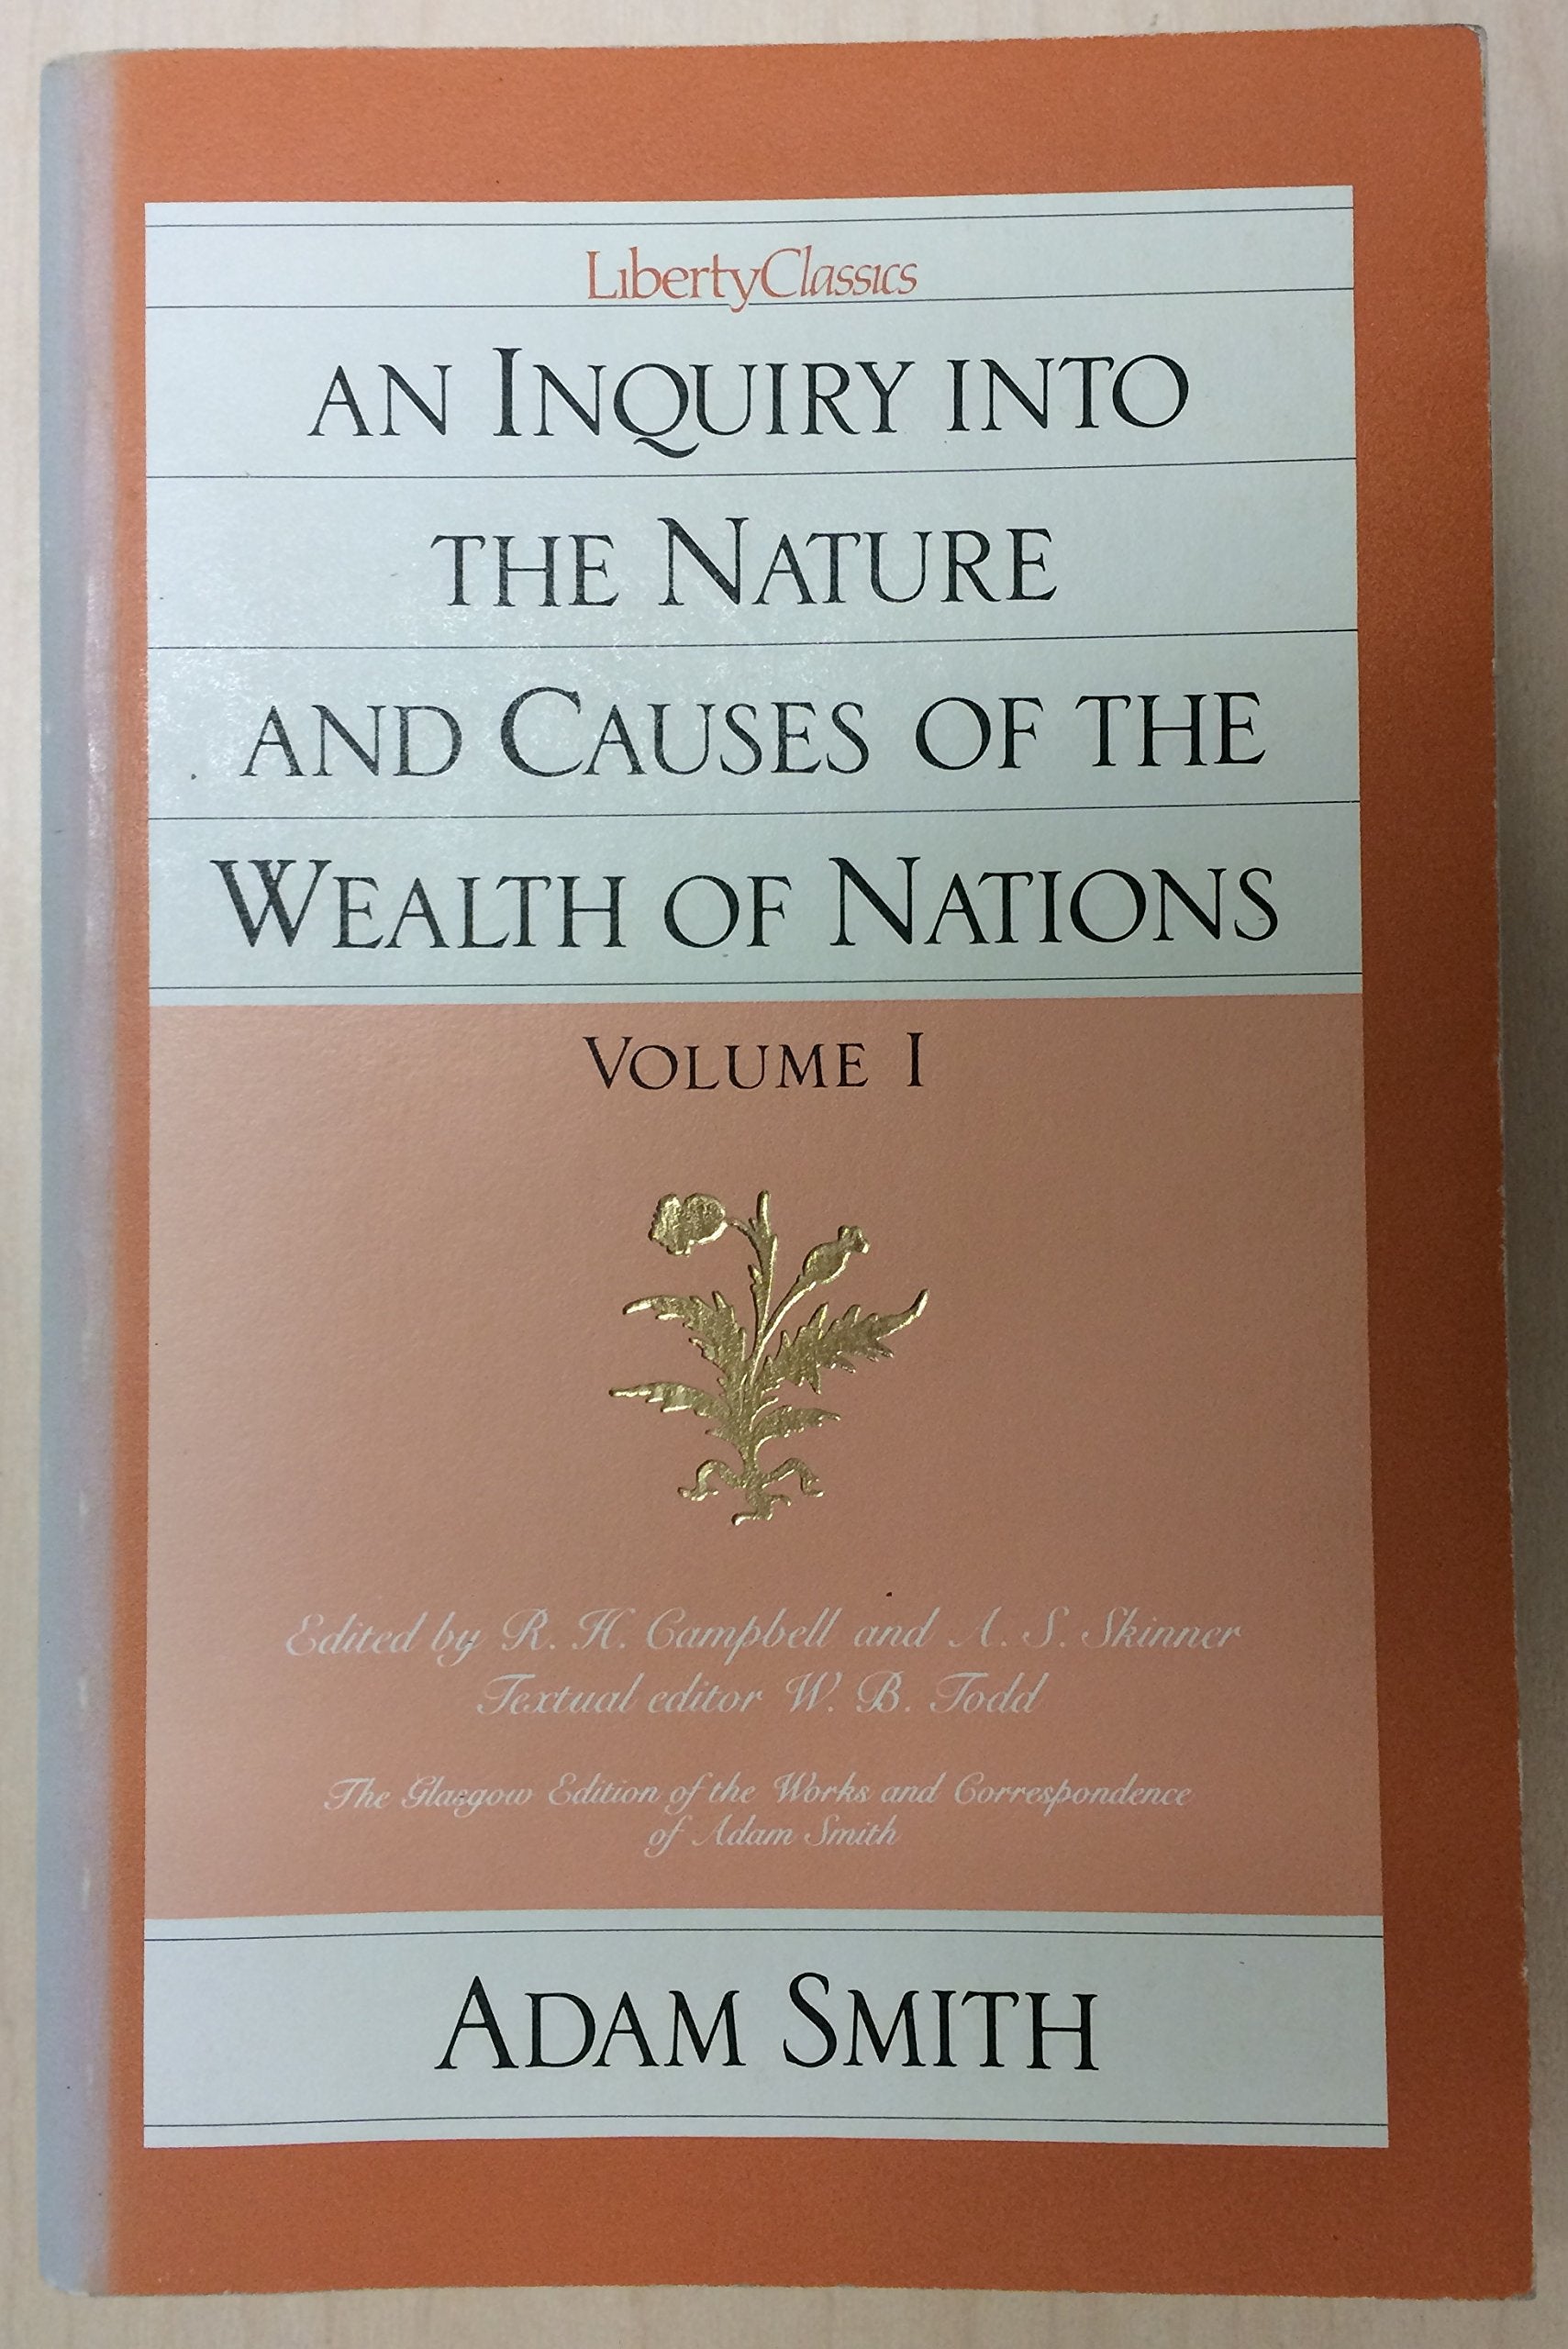 LibertyClassics
AN INQUIRY INTO
THE NATURE
AND CAUSES OF THE
WEALTH OF NATIONS
VOLUME I
Edited by R. H. Campbell and A. S. Skinner
Textual editor W. B. Todd
The Glasgow Edition of the Works and Correspondence
of Adam Smith
ADAM SMITH